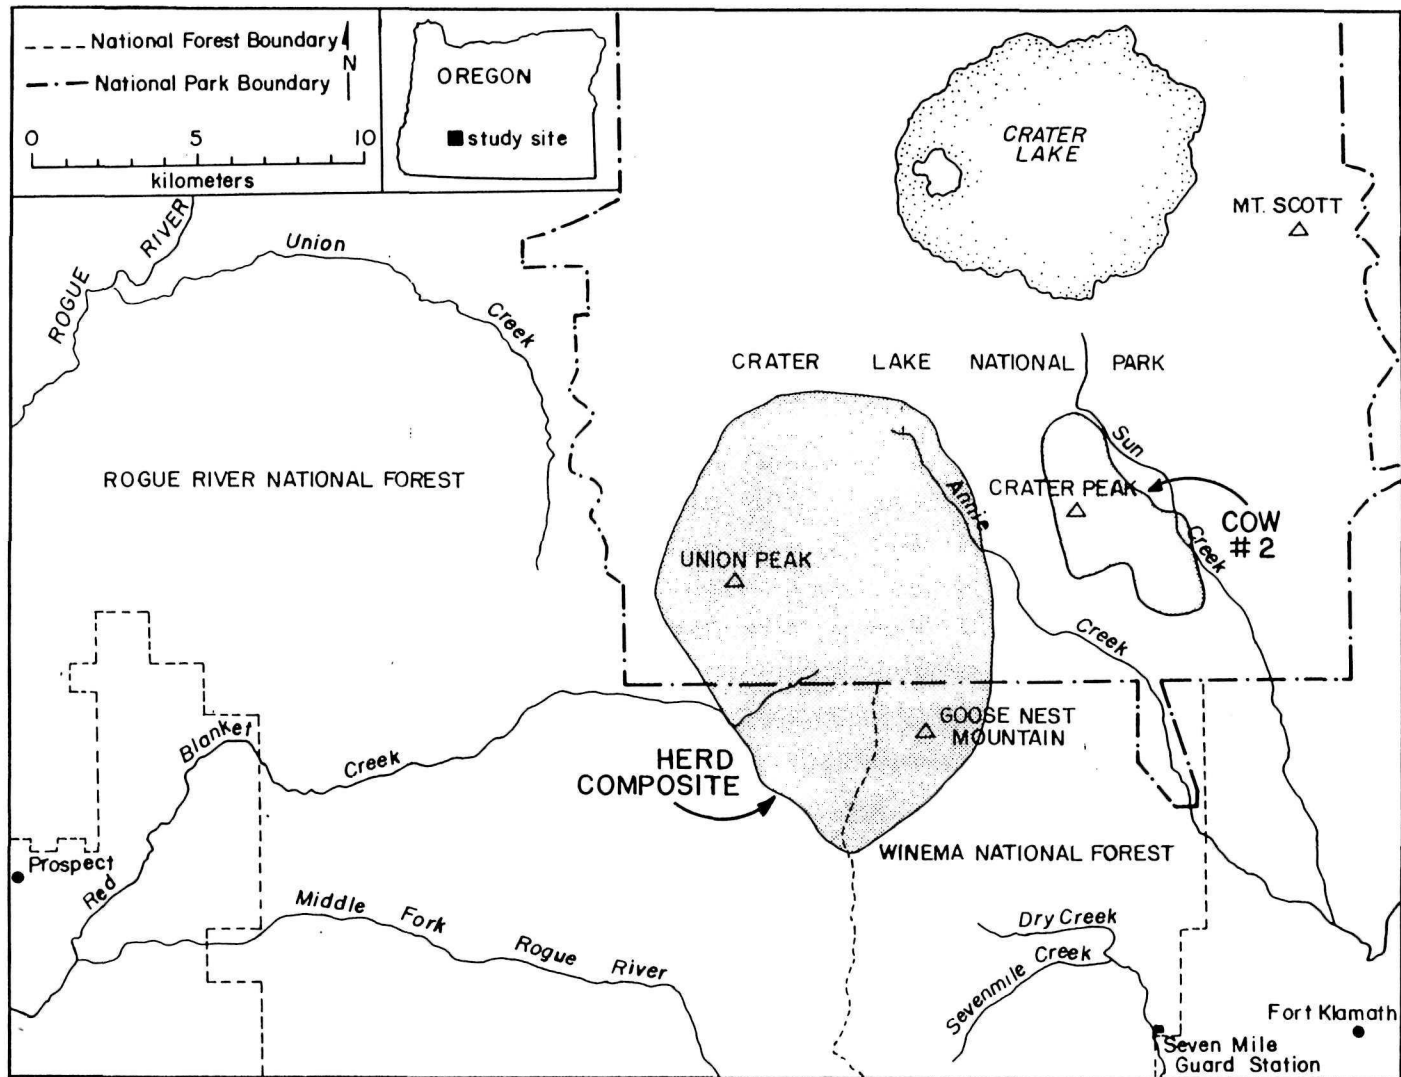 National Forest Boundary
National Park Boundary
N
0 5 10
kilometers
OREGON
study site
CRATER
LAKE
MT. SCOTT
ROGUE RIVER
Union Creek
CRATER LAKE NATIONAL PARK
ROGUE RIVER NATIONAL FOREST
Annie Creek
Sun Creek
CRATER PEAK
COW
#2
UNION PEAK
GOOSE NEST
MOUNTAIN
HERD
COMPOSITE
Red Blanket Creek
WINEMA NATIONAL FOREST
Prospect
Middle Fork Rogue River
Dry Creek
Sevenmile Creek
Fort Klamath
Seven Mile
Guard Station